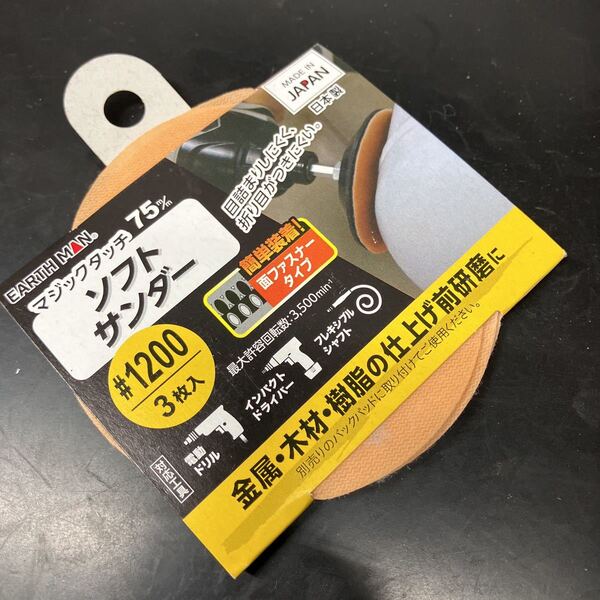 EARTH MAN
マジックタッチ 75m/m
ソフト
サンダー
#1200
3枚入
MADE IN
JAPAN
日本製
目詰まりしにくく、
折り目がつきにくい。
簡単装着!
面ファスナー
タイプ
最大許容回転数:3,500min⁻¹
対応工具
電動
ドリル
インパクト
ドライバー
フレキシブル
シャフト
金属・木材・樹脂の仕上げ前研磨に
別売りのバックパッドに取り付けてご使用ください。